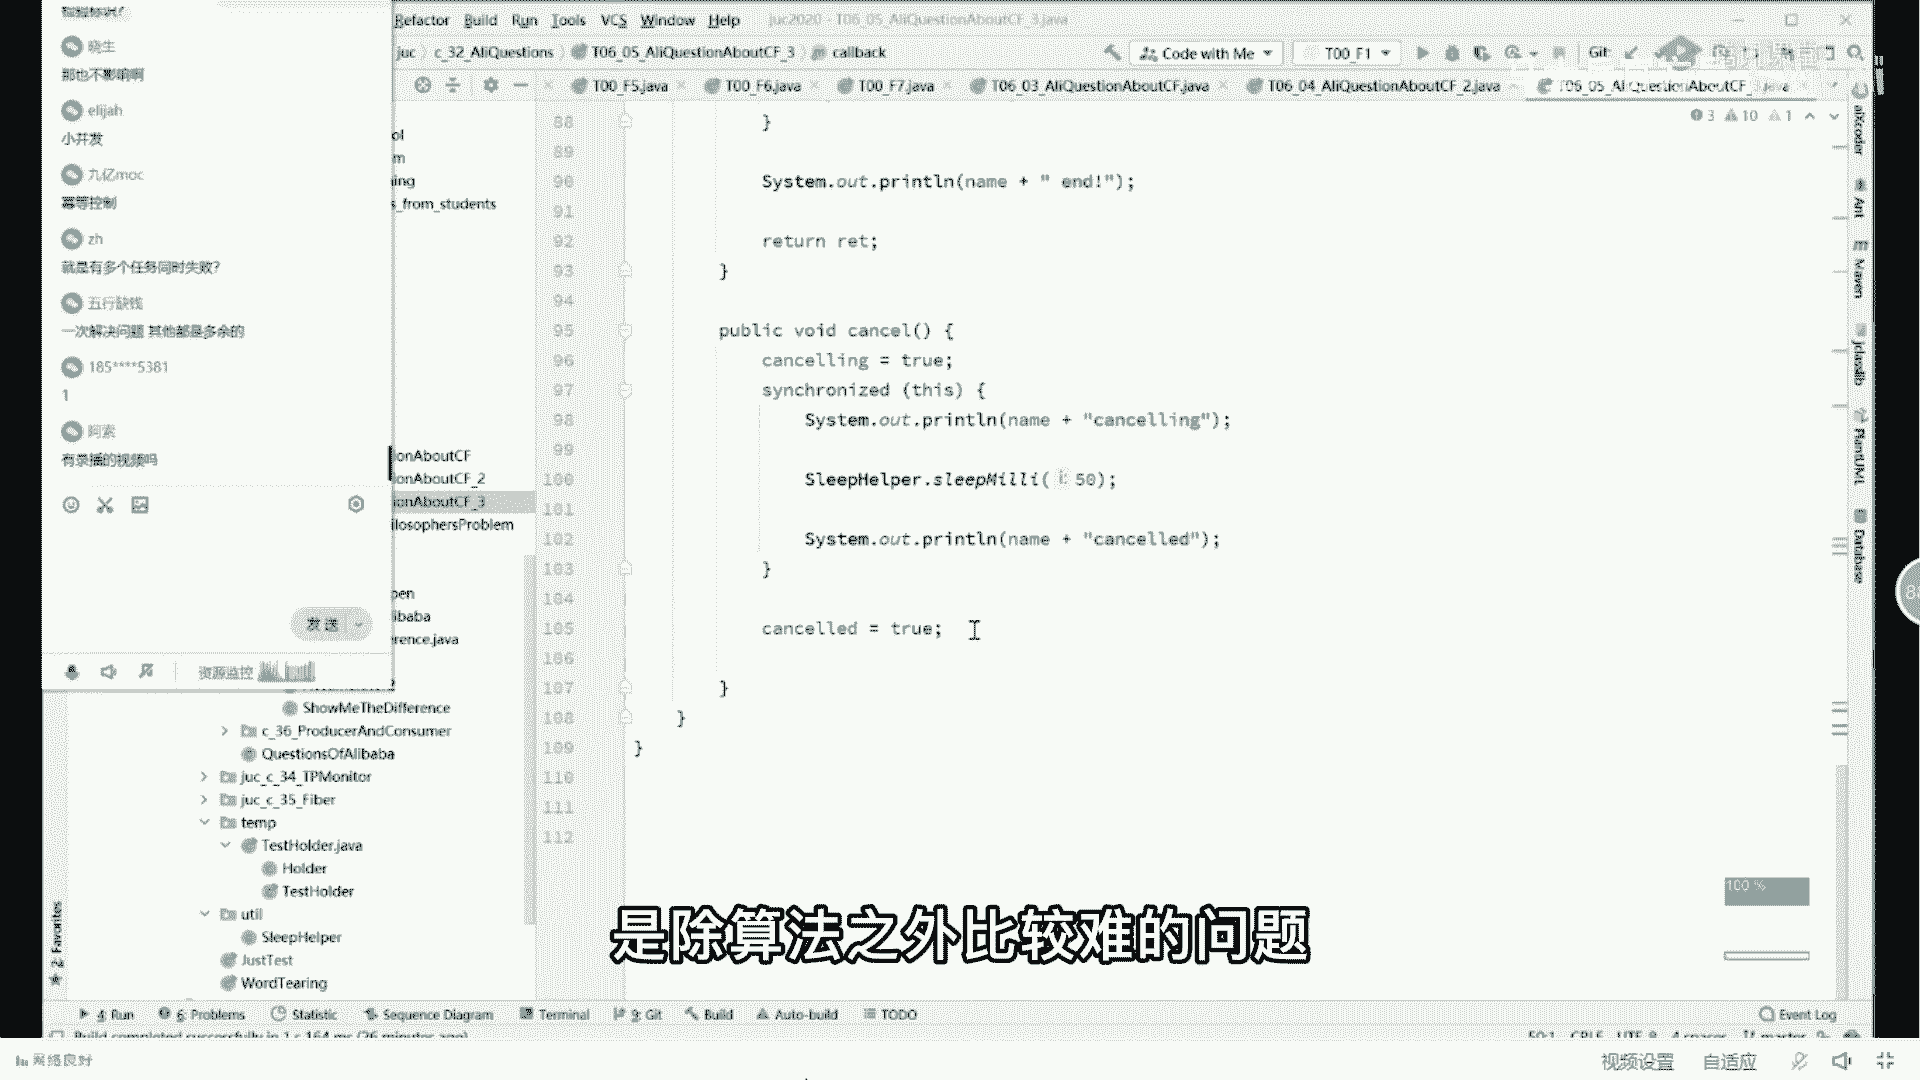 Refactor Build Run Tools VCS Window Help juc2020 - T06_05_AliQuestionAboutCF_3.java
juc c_32_AliQuestions T06_05_AliQuestionAboutCF_3 callback
Code with Me T00_F1 Git:
T00_F5.java T00_F6.java T00_F7.java T06_03_AliQuestionAboutCF.java T06_04_AliQuestionAboutCF_2.java T06_05_AliQuestionAboutCF_3.java
3 10 1
晓生
那也不影响啊
elijah
小并发
九亿moc
幂等控制
zh
就是有多个任务同时失败?
五行缺钱
一次解决问题 其他都是多余的
185****5381
1
阿索
有录播的视频吗
发送
资源监控
s_from_students
ionAboutCF
ionAboutCF_2
ionAboutCF_3
ilosophersProblem
ibaba
erence.java
ShowMeTheDifference
c_36_ProducerAndConsumer
QuestionsOfAlibaba
juc_c_34_TPMonitor
juc_c_35_Fiber
temp
TestHolder.java
Holder
TestHolder
util
SleepHelper
JustTest
WordTearing
88 }
89
90 System.out.println(name + " end!");
91
92 return ret;
93 }
94
95 public void cancel() {
96 cancelling = true;
97 synchronized (this) {
98 System.out.println(name + "cancelling");
99
100 SleepHelper.sleepMilli( i: 50);
101
102 System.out.println(name + "cancelled");
103 }
104
105 cancelled = true;
106
107 }
108 }
109 }
110
111
112
aiXcoder
Ant
Maven
jclasslib
PlantUML
Database
100 %
是除算法之外比较难的问题
2: Favorites
4: Run 6: Problems Statistic Sequence Diagram Terminal 9: Git Build Auto-build TODO Event Log
Build completed successfully in 1 s 164 ms (26 minutes ago)
网络良好
视频设置 自适应